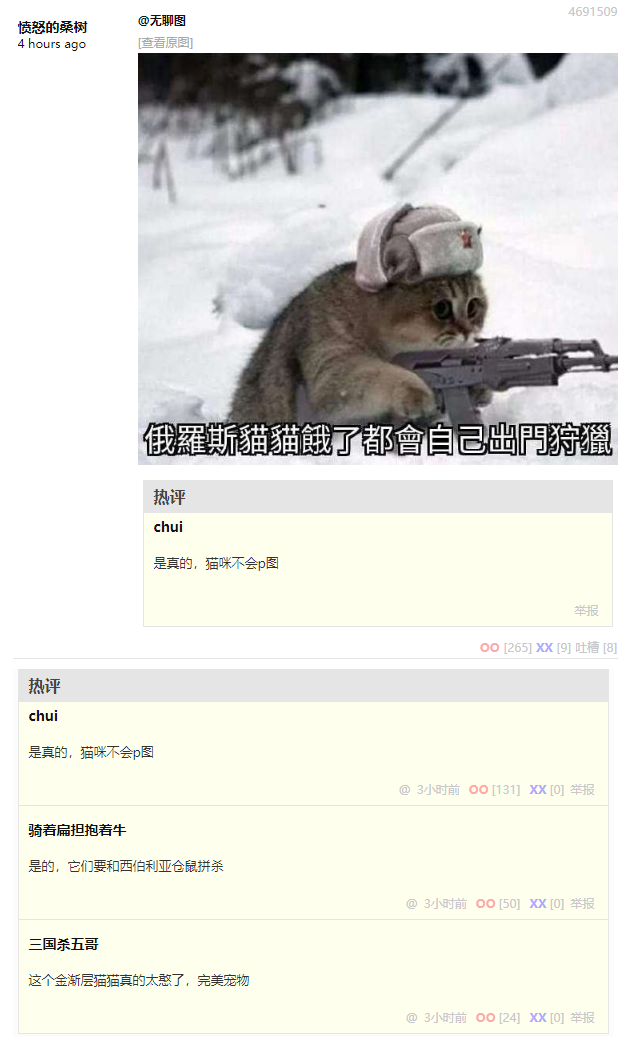 愤怒的桑树
4 hours ago
@无聊图
4691509
[查看原图]
俄羅斯貓貓餓了都會自己出門狩獵
热评
chui
是真的，猫咪不会p图
举报
OO [265] XX [9] 吐槽 [8]
热评
chui
是真的，猫咪不会p图
@ 3小时前 OO [131] XX [0] 举报
骑着扁担抱着牛
是的，它们要和西伯利亚仓鼠拼杀
@ 3小时前 OO [50] XX [0] 举报
三国杀五哥
这个金渐层猫猫真的太憨了，完美宠物
@ 3小时前 OO [24] XX [0] 举报